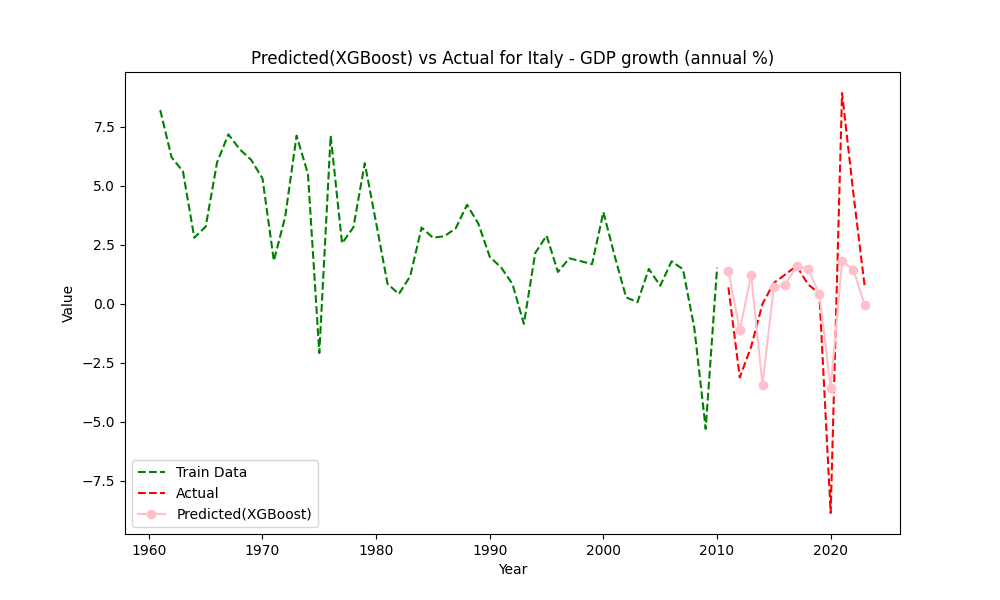 Predicted(XGBoost) vs Actual for Italy - GDP growth (annual %)
Value
7.5
5.0
2.5
0.0
−2.5
−5.0
−7.5
Train Data
Actual
Predicted(XGBoost)
1960 1970 1980 1990 2000 2010 2020
Year